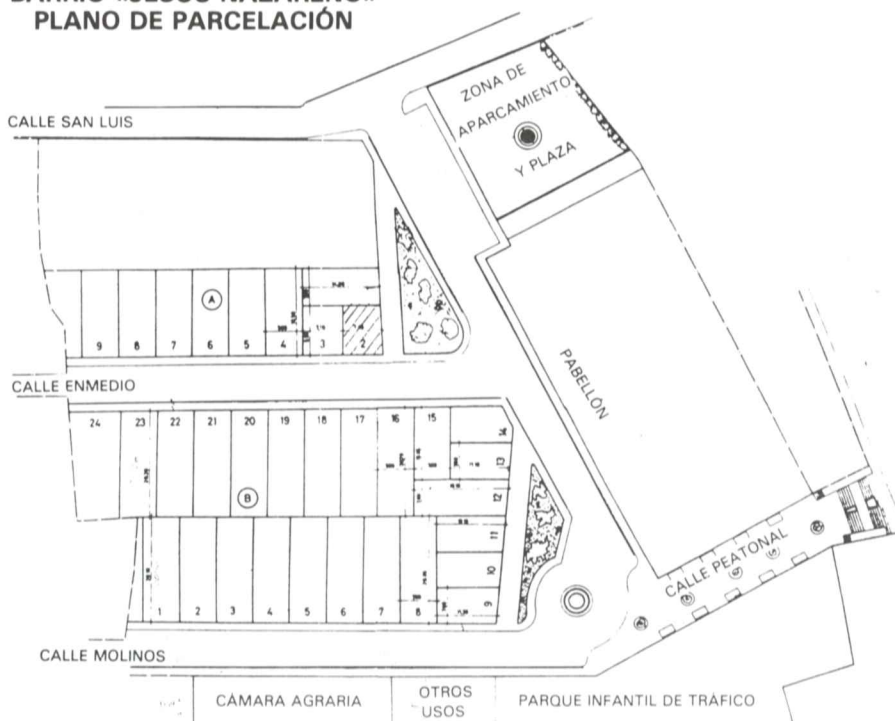 BARRIO «JESUS NAZARENO»
PLANO DE PARCELACIÓN
ZONA DE
APARCAMIENTO
Y PLAZA
CALLE SAN LUIS
A
9 8 7 6 5 4 3 2
CALLE ENMEDIO
PABELLÓN
24 23 22 21 20 19 18 17 16 15
14
13
12
B
11
10
9
1 2 3 4 5 6 7 8
CALLE PEATONAL
CALLE MOLINOS
CÁMARA AGRARIA
OTROS
USOS
PARQUE INFANTIL DE TRÁFICO